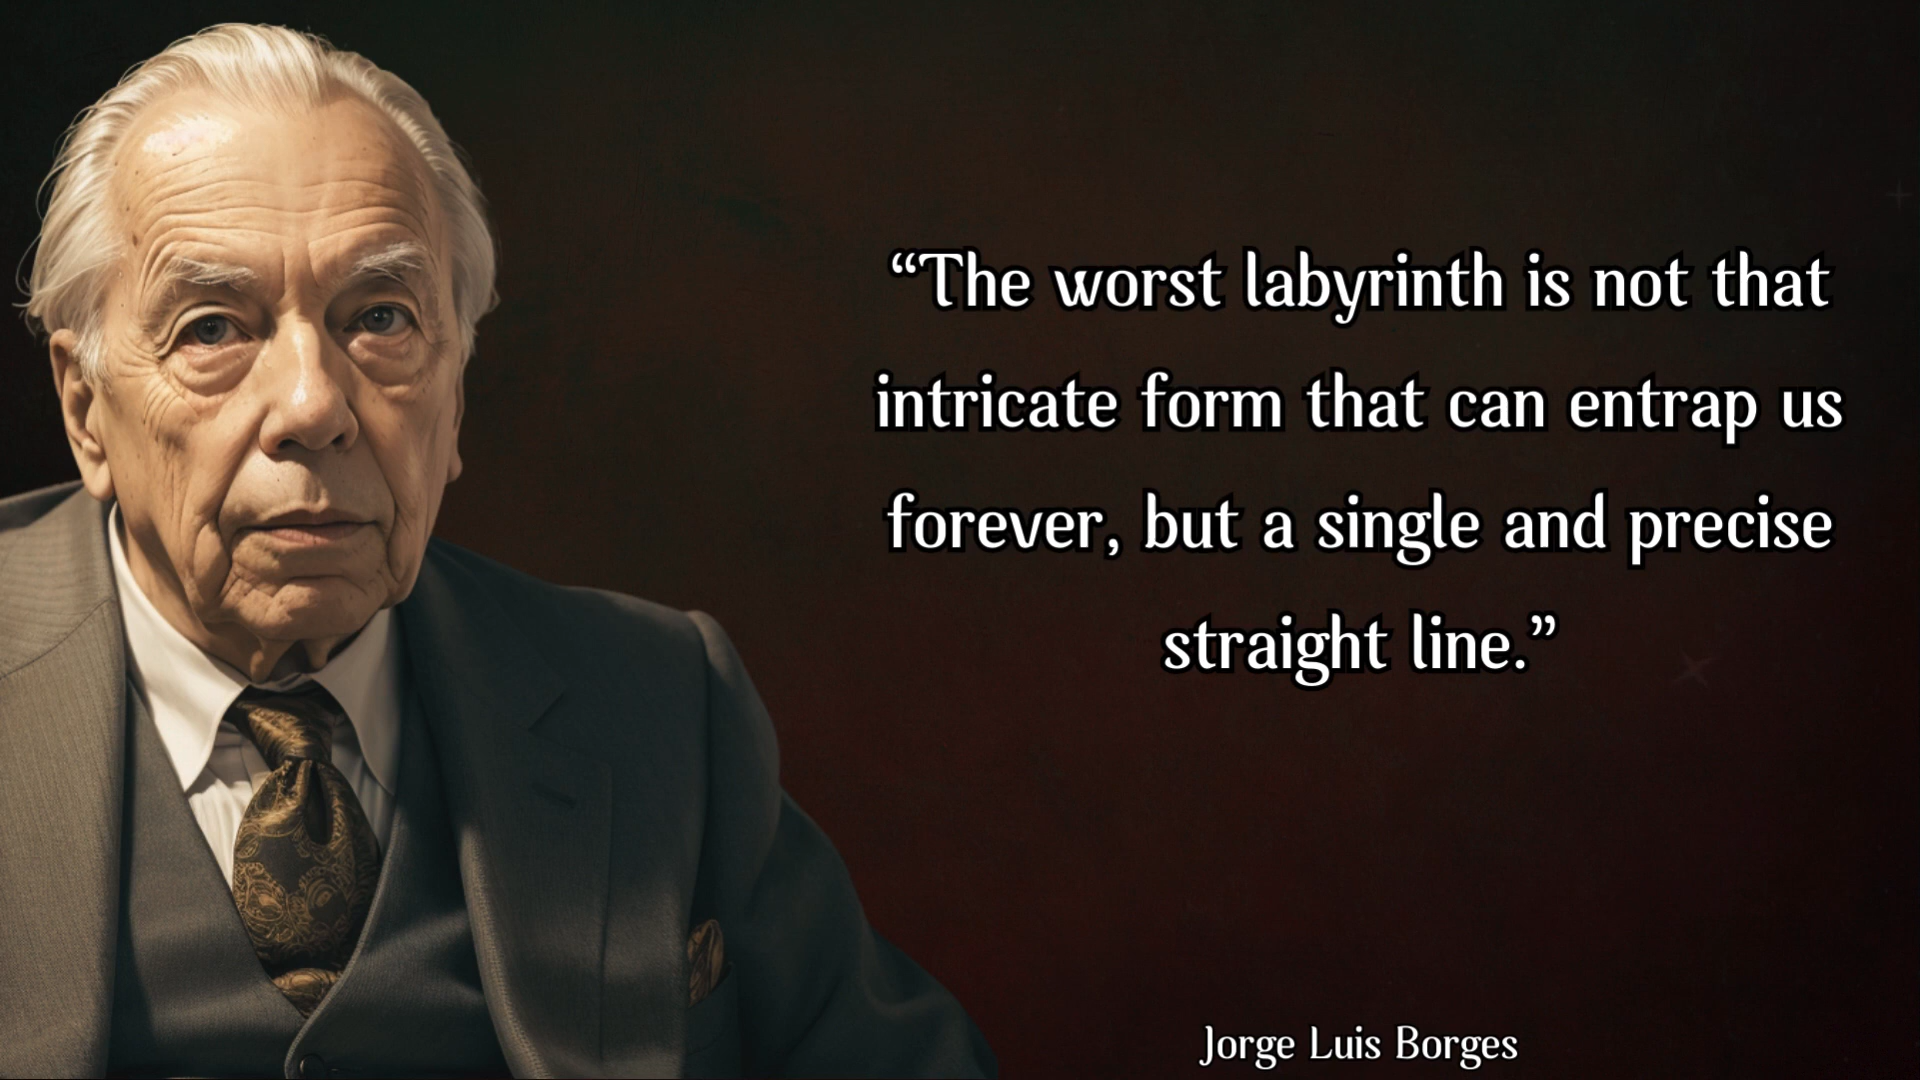 “The worst labyrinth is not that
intricate form that can entrap us
forever, but a single and precise
straight line.”
Jorge Luis Borges